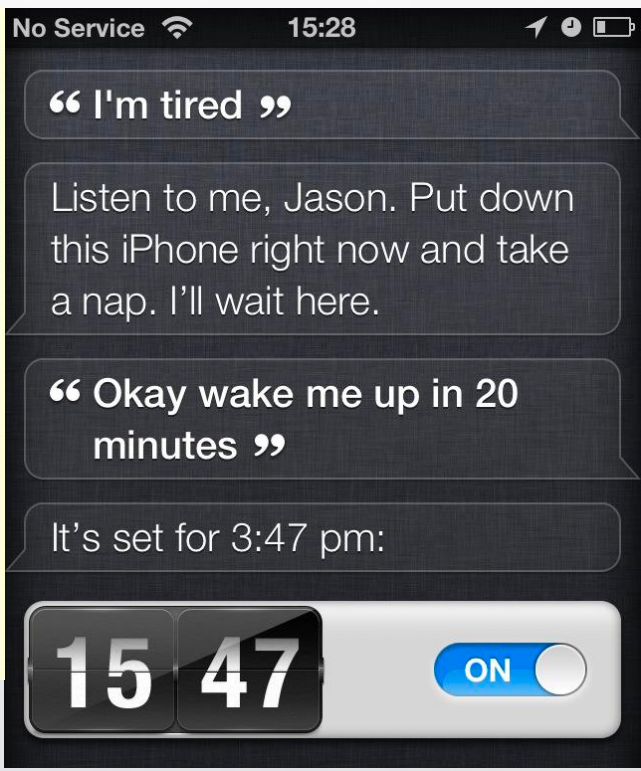 No Service 15:28
“ I'm tired ”
Listen to me, Jason. Put down
this iPhone right now and take
a nap. I’ll wait here.
“ Okay wake me up in 20
minutes ”
It’s set for 3:47 pm:
15 47 ON